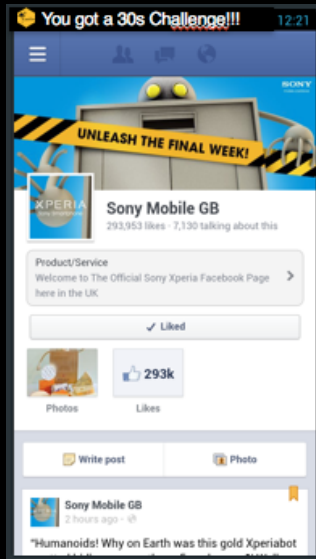 You got a 30s Challenge!!! 12:21
SONY
UNLEASH THE FINAL WEEK!
XPERIA
Sony Mobile GB
293,953 likes · 7,130 talking about this
Product/Service
Welcome to The Official Sony Xperia Facebook Page
here in the UK
✓ Liked
293k
Photos Likes
Write post Photo
Sony Mobile GB
2 hours ago
"Humanoids! Why on Earth was this gold Xperiabot